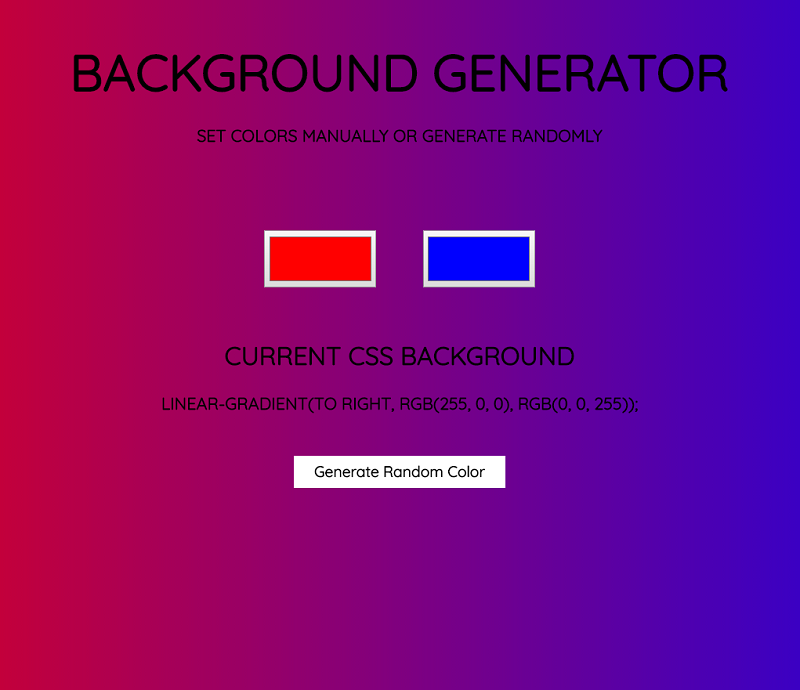 BACKGROUND GENERATOR
SET COLORS MANUALLY OR GENERATE RANDOMLY
CURRENT CSS BACKGROUND
LINEAR-GRADIENT(TO RIGHT, RGB(255, 0, 0), RGB(0, 0, 255));
Generate Random Color